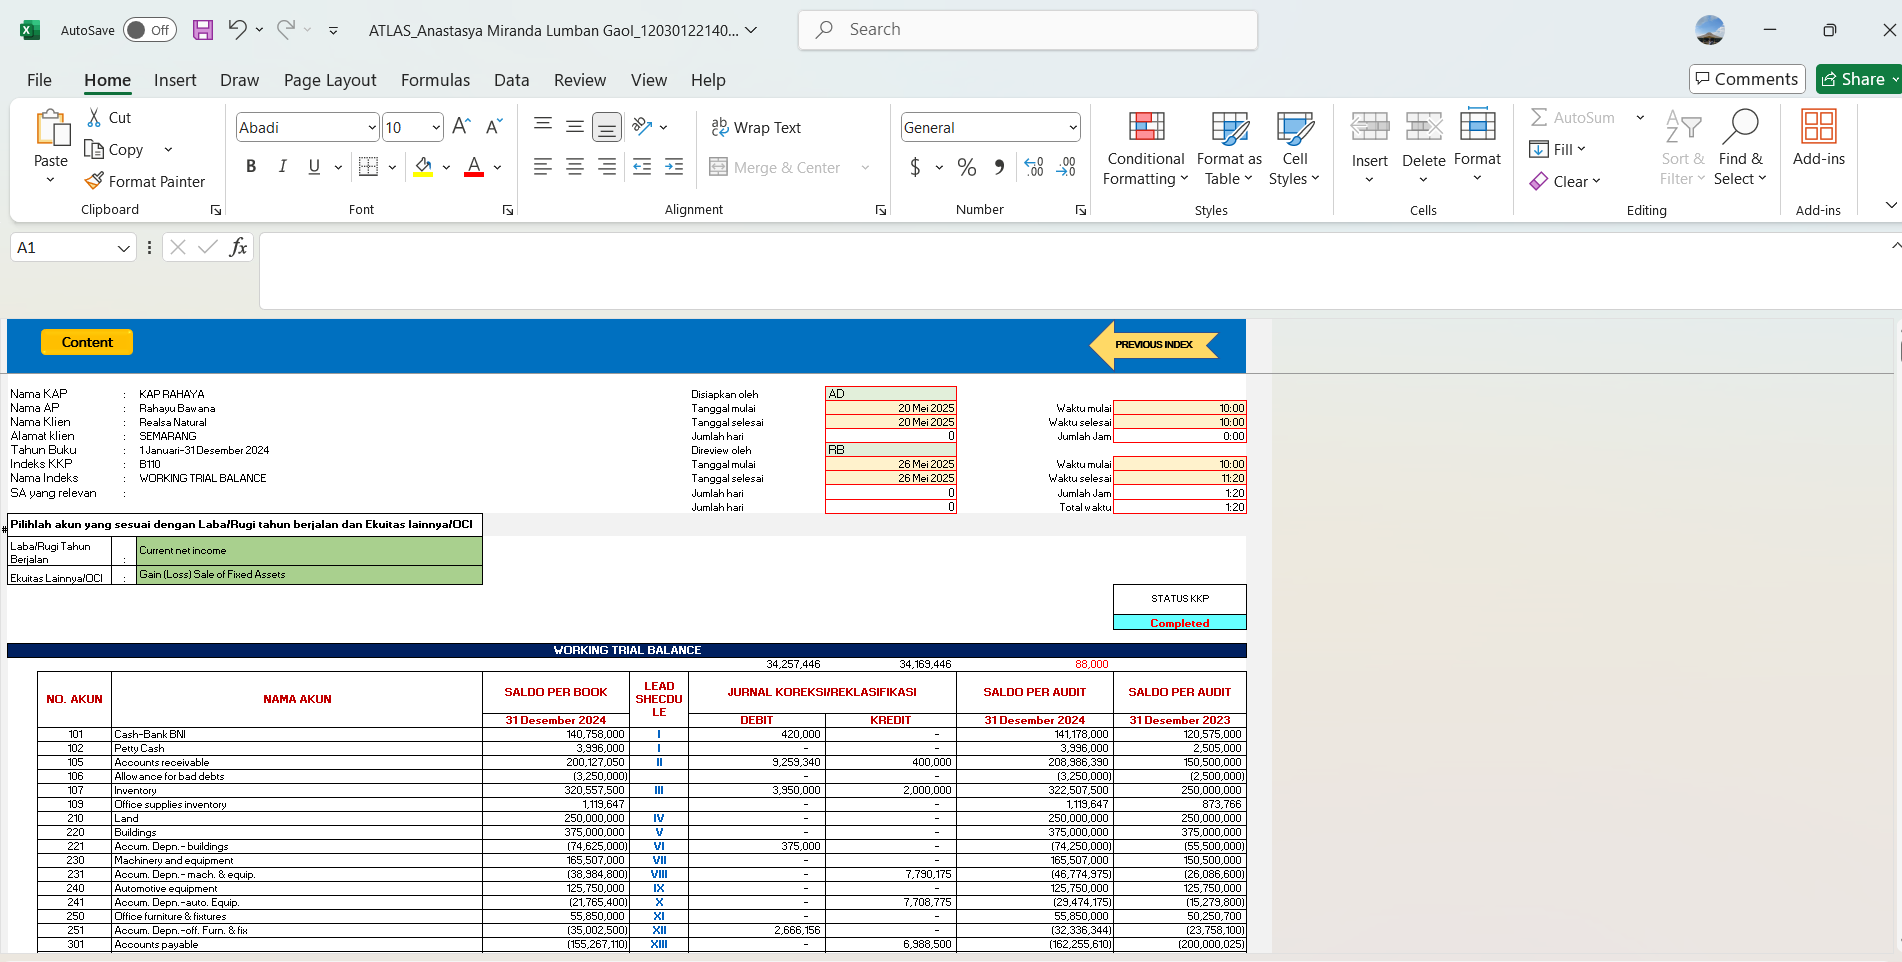 AutoSave Off ATLAS_Anastasya Miranda Lumban Gaol_12030122140... Search
File Home Insert Draw Page Layout Formulas Data Review View Help Comments Share
Paste Cut Copy Format Painter Clipboard
Abadi 10 B I U Font
Wrap Text Merge & Center Alignment
General $ % Number
Conditional Formatting Format as Table Cell Styles Styles
Insert Delete Format Cells
AutoSum Fill Clear Sort & Filter Find & Select Editing
Add-ins Add-ins
A1 fx
Content PREVIOUS INDEX
Nama KAP : KAP RAHAYA Disiapkan oleh AD
Nama AP : Rahayu Bawana Tanggal mulai 20 Mei 2025 Waktu mulai 10:00
Nama Klien : Realsa Natural Tanggal selesai 20 Mei 2025 Waktu selesai 10:00
Alamat klien : SEMARANG Jumlah hari 0 Jumlah Jam 0:00
Tahun Buku : 1 Januari-31 Desember 2024 Direview oleh RB
Indeks KKP : B110 Tanggal mulai 26 Mei 2025 Waktu mulai 10:00
Nama Indeks : WORKING TRIAL BALANCE Tanggal selesai 26 Mei 2025 Waktu selesai 11:20
SA yang relevan : Jumlah hari 0 Jumlah Jam 1:20
Jumlah hari 0 Total waktu 1:20
# Pilihlah akun yang sesuai dengan Laba/Rugi tahun berjalan dan Ekuitas lainnya/OCI
Laba/Rugi Tahun Berjalan : Current net income
Ekuitas Lainnya/OCI : Gain (Loss) Sale of Fixed Assets
STATUS KKP
Completed
WORKING TRIAL BALANCE
34,257,446 34,169,446 88,000
NO. AKUN NAMA AKUN SALDO PER BOOK LEAD SHECDULE JURNAL KOREKSI/REKLASIFIKASI SALDO PER AUDIT SALDO PER AUDIT
31 Desember 2024 DEBIT KREDIT 31 Desember 2024 31 Desember 2023
101 Cash-Bank BNI 140,758,000 I 420,000 - 141,178,000 120,575,000
102 Petty Cash 3,996,000 I - - 3,996,000 2,505,000
105 Accounts receivable 200,127,050 II 9,259,340 400,000 208,986,390 150,500,000
106 Allowance for bad debts (3,250,000) - - (3,250,000) (2,500,000)
107 Inventory 320,557,500 III 3,950,000 2,000,000 322,507,500 250,000,000
109 Office supplies inventory 1,119,647 - - 1,119,647 873,766
210 Land 250,000,000 IV - - 250,000,000 250,000,000
220 Buildings 375,000,000 V - - 375,000,000 375,000,000
221 Accum. Depn.- buildings (74,625,000) VI 375,000 - (74,250,000) (55,500,000)
230 Machinery and equipment 165,507,000 VII - - 165,507,000 150,500,000
231 Accum. Depn.- mach. & equip. (38,984,800) VIII - 7,790,175 (46,774,975) (26,086,600)
240 Automotive equipment 125,750,000 IX - - 125,750,000 125,750,000
241 Accum. Depn.-auto. Equip. (21,765,400) X - 7,708,775 (29,474,175) (15,279,800)
250 Office furniture & fixtures 55,850,000 XI - - 55,850,000 50,250,700
251 Accum. Depn.-off. Furn. & fix (35,002,500) XII 2,666,156 - (32,336,344) (23,758,100)
301 Accounts payable (155,267,110) XIII - 6,988,500 (162,255,610) (200,000,025)